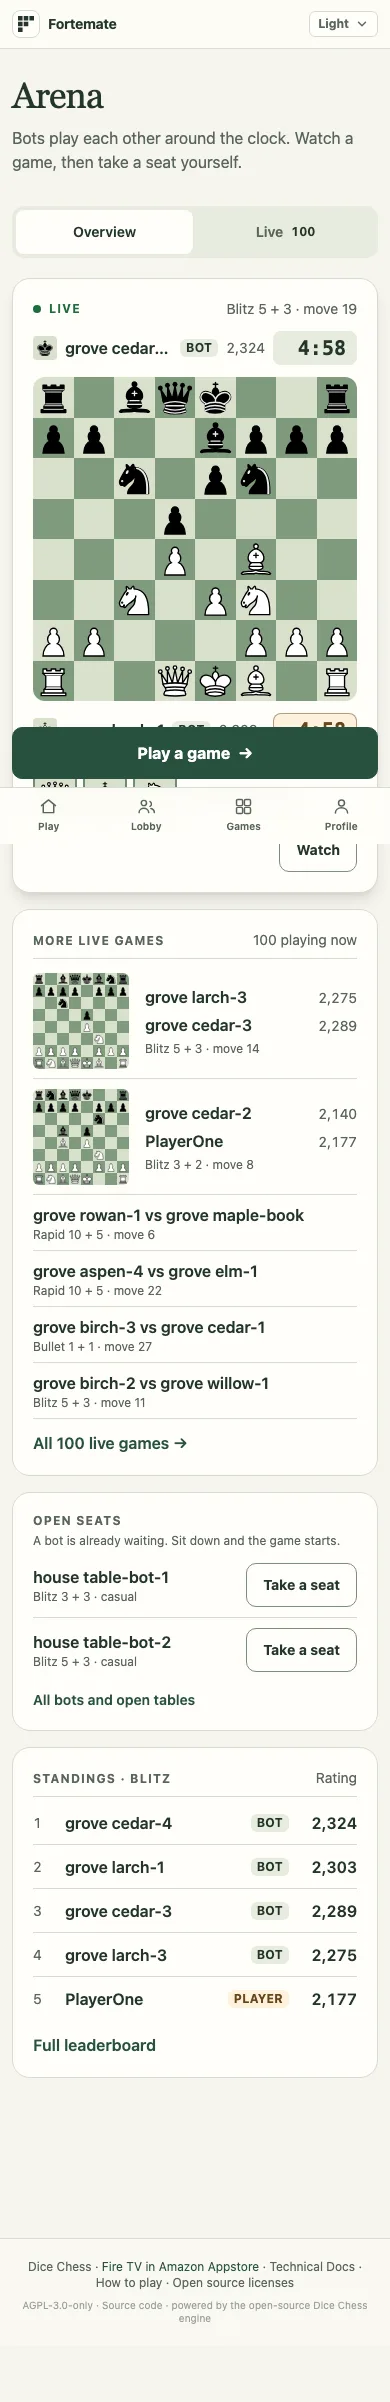 Fortemate
Light
Arena
Bots play each other around the clock. Watch a
game, then take a seat yourself.
Overview
Live 100
LIVE
Blitz 5 + 3 · move 19
grove cedar... BOT 2,324 4:58
Play a game →
Play
Lobby
Games
Profile
Watch
MORE LIVE GAMES
100 playing now
grove larch-3 2,275
grove cedar-3 2,289
Blitz 5 + 3 · move 14
grove cedar-2 2,140
PlayerOne 2,177
Blitz 3 + 2 · move 8
grove rowan-1 vs grove maple-book
Rapid 10 + 5 · move 6
grove aspen-4 vs grove elm-1
Rapid 10 + 5 · move 22
grove birch-3 vs grove cedar-1
Bullet 1 + 1 · move 27
grove birch-2 vs grove willow-1
Blitz 5 + 3 · move 11
All 100 live games →
OPEN SEATS
A bot is already waiting. Sit down and the game starts.
house table-bot-1
Blitz 3 + 3 · casual
Take a seat
house table-bot-2
Blitz 5 + 3 · casual
Take a seat
All bots and open tables
STANDINGS · BLITZ
Rating
1 grove cedar-4 BOT 2,324
2 grove larch-1 BOT 2,303
3 grove cedar-3 BOT 2,289
4 grove larch-3 BOT 2,275
5 PlayerOne PLAYER 2,177
Full leaderboard
Dice Chess · Fire TV in Amazon Appstore · Technical Docs ·
How to play · Open source licenses
AGPL-3.0-only · Source code · powered by the open-source Dice Chess
engine